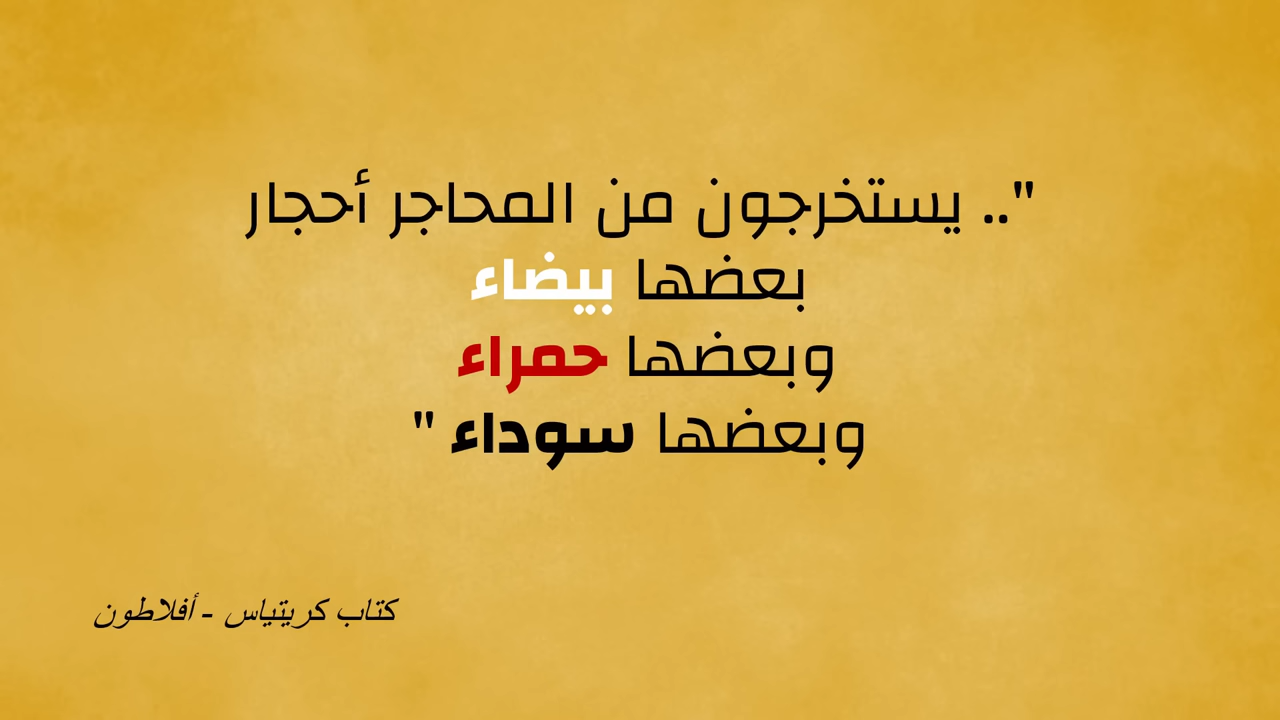 ".. يستخرجون من المحاجر أحجار
بعضها بيضاء
وبعضها حمراء
وبعضها سوداء "
كتاب كريتياس - أفلاطون